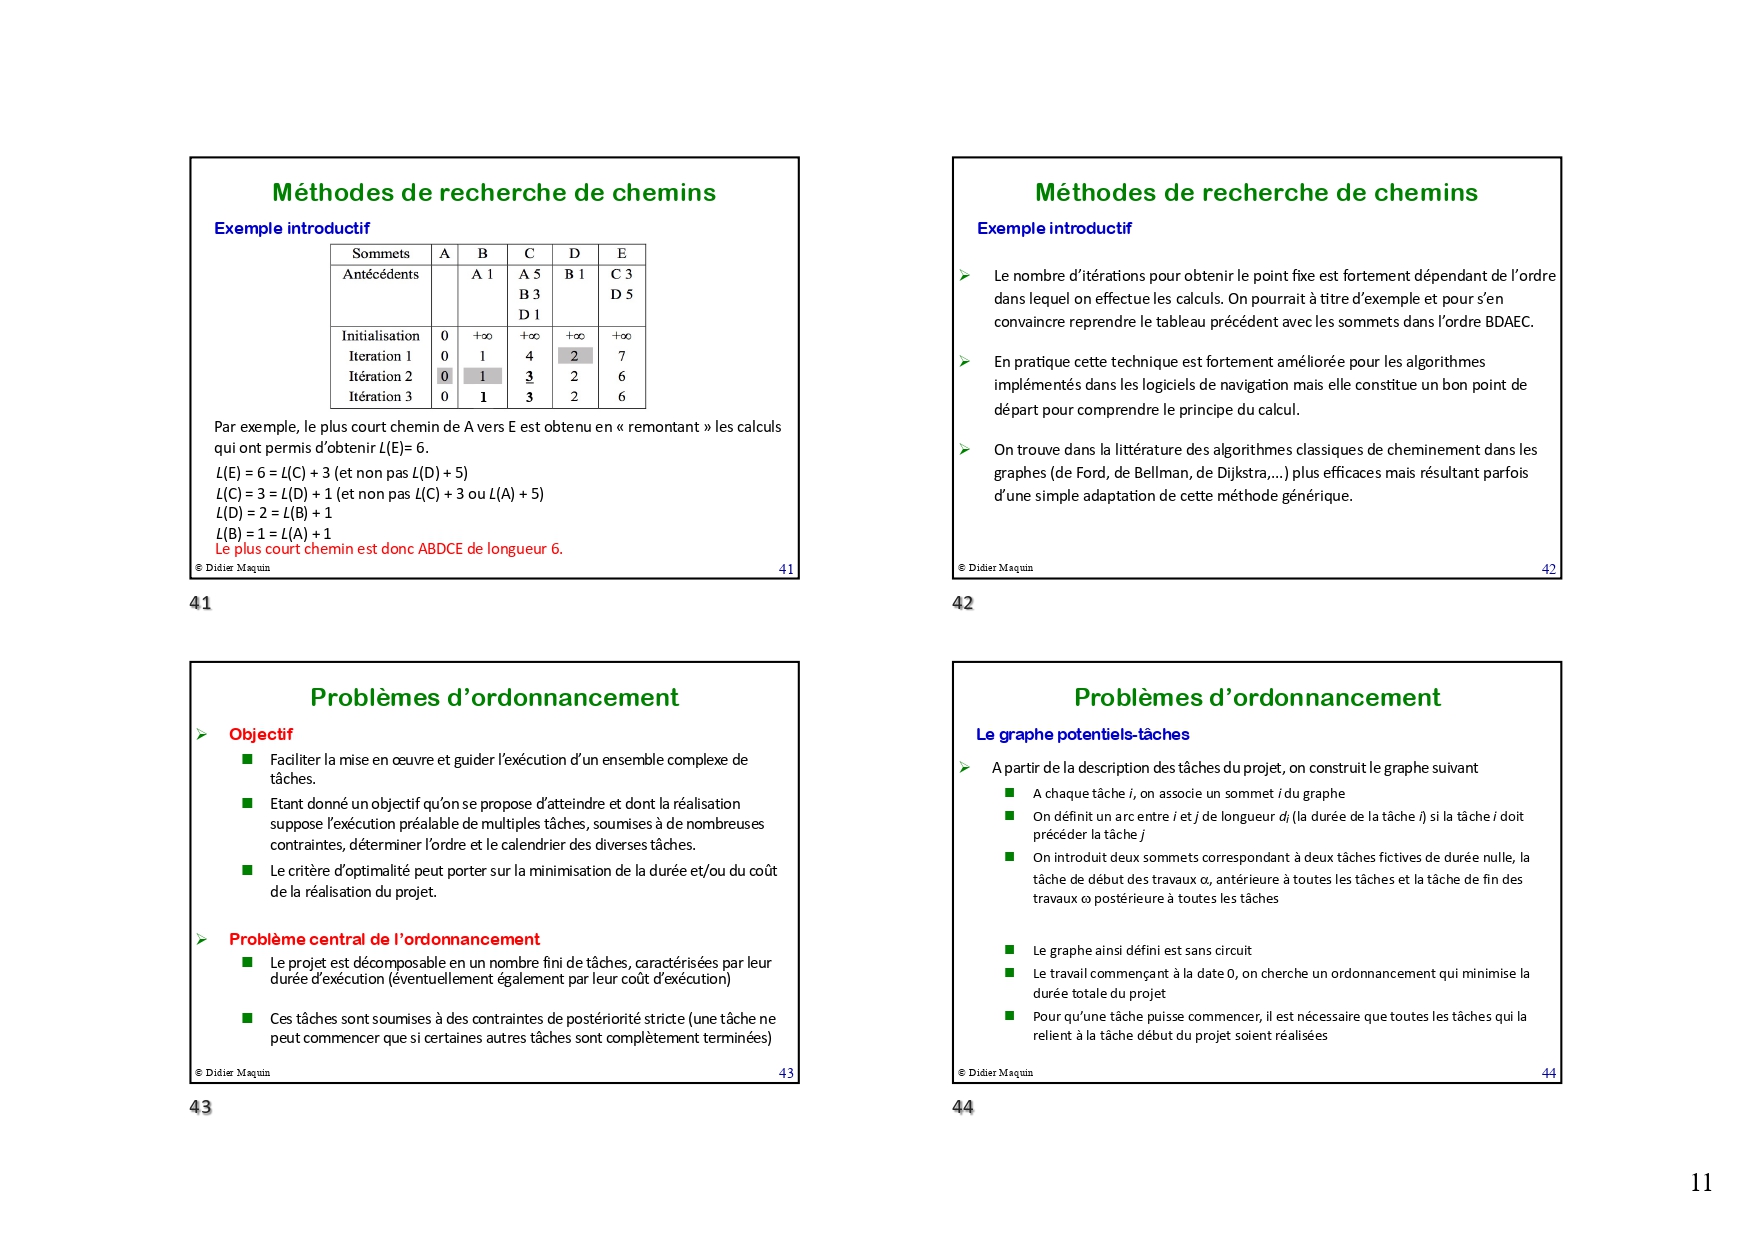 Méthodes de recherche de chemins
Exemple introductif
Sommets A B C D E
Antécédents A 1 A 5 B 1 C 3
B 3 D 5
D 1
Initialisation 0 +∞ +∞ +∞ +∞
Iteration 1 0 1 4 2 7
Itération 2 0 1 3 2 6
Itération 3 0 1 3 2 6
Par exemple, le plus court chemin de A vers E est obtenu en « remontant » les calculs
qui ont permis d’obtenir L(E)= 6.
L(E) = 6 = L(C) + 3 (et non pas L(D) + 5)
L(C) = 3 = L(D) + 1 (et non pas L(C) + 3 ou L(A) + 5)
L(D) = 2 = L(B) + 1
L(B) = 1 = L(A) + 1
Le plus court chemin est donc ABDCE de longueur 6.
© Didier Maquin 41
41
Méthodes de recherche de chemins
Exemple introductif
➢ Le nombre d’itérations pour obtenir le point fixe est fortement dépendant de l’ordre
dans lequel on effectue les calculs. On pourrait à titre d’exemple et pour s’en
convaincre reprendre le tableau précédent avec les sommets dans l’ordre BDAEC.
➢ En pratique cette technique est fortement améliorée pour les algorithmes
implémentés dans les logiciels de navigation mais elle constitue un bon point de
départ pour comprendre le principe du calcul.
➢ On trouve dans la littérature des algorithmes classiques de cheminement dans les
graphes (de Ford, de Bellman, de Dijkstra,...) plus efficaces mais résultant parfois
d’une simple adaptation de cette méthode générique.
© Didier Maquin 42
42
Problèmes d’ordonnancement
➢ Objectif
■ Faciliter la mise en œuvre et guider l’exécution d’un ensemble complexe de
tâches.
■ Etant donné un objectif qu’on se propose d’atteindre et dont la réalisation
suppose l’exécution préalable de multiples tâches, soumises à de nombreuses
contraintes, déterminer l’ordre et le calendrier des diverses tâches.
■ Le critère d’optimalité peut porter sur la minimisation de la durée et/ou du coût
de la réalisation du projet.
➢ Problème central de l’ordonnancement
■ Le projet est décomposable en un nombre fini de tâches, caractérisées par leur
durée d’exécution (éventuellement également par leur coût d’exécution)
■ Ces tâches sont soumises à des contraintes de postériorité stricte (une tâche ne
peut commencer que si certaines autres tâches sont complètement terminées)
© Didier Maquin 43
43
Problèmes d’ordonnancement
Le graphe potentiels-tâches
➢ A partir de la description des tâches du projet, on construit le graphe suivant
■ A chaque tâche i, on associe un sommet i du graphe
■ On définit un arc entre i et j de longueur di (la durée de la tâche i) si la tâche i doit
précéder la tâche j
■ On introduit deux sommets correspondant à deux tâches fictives de durée nulle, la
tâche de début des travaux α, antérieure à toutes les tâches et la tâche de fin des
travaux ω postérieure à toutes les tâches
■ Le graphe ainsi défini est sans circuit
■ Le travail commençant à la date 0, on cherche un ordonnancement qui minimise la
durée totale du projet
■ Pour qu’une tâche puisse commencer, il est nécessaire que toutes les tâches qui la
relient à la tâche début du projet soient réalisées
© Didier Maquin 44
44
11